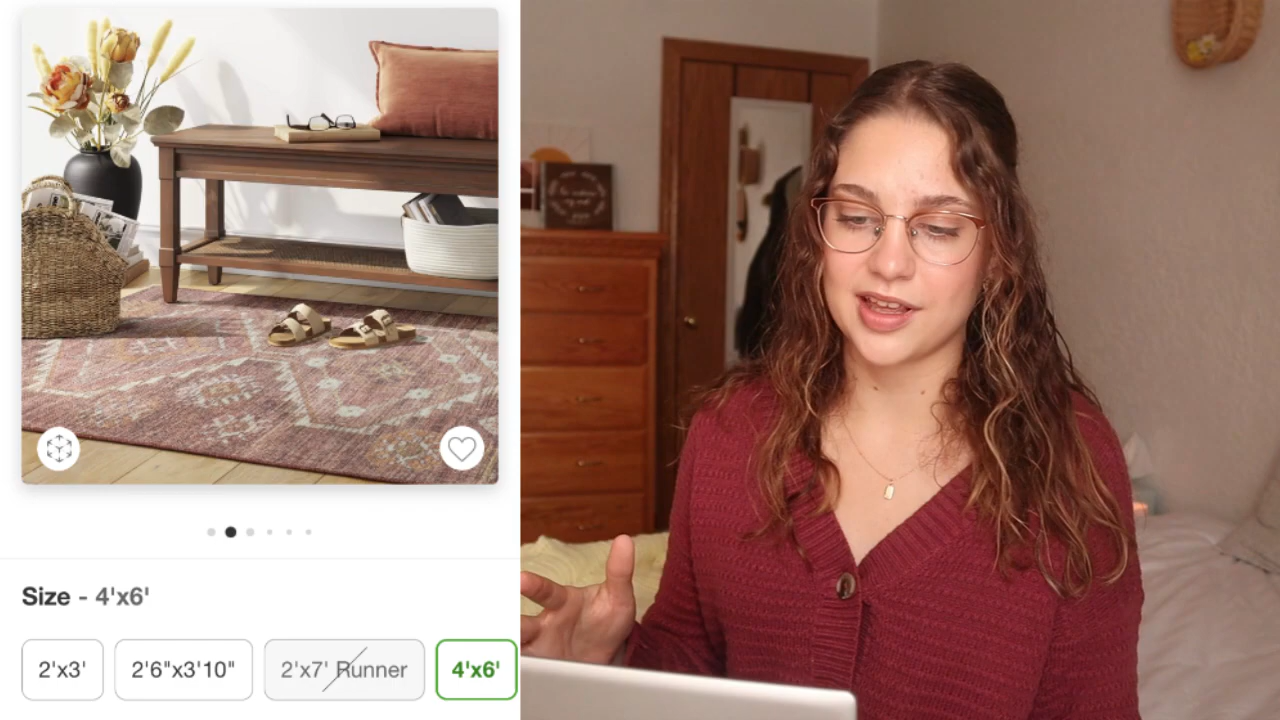 Size - 4'x6'
2'x3'
2'6"x3'10"
2'x7' Runner
4'x6'